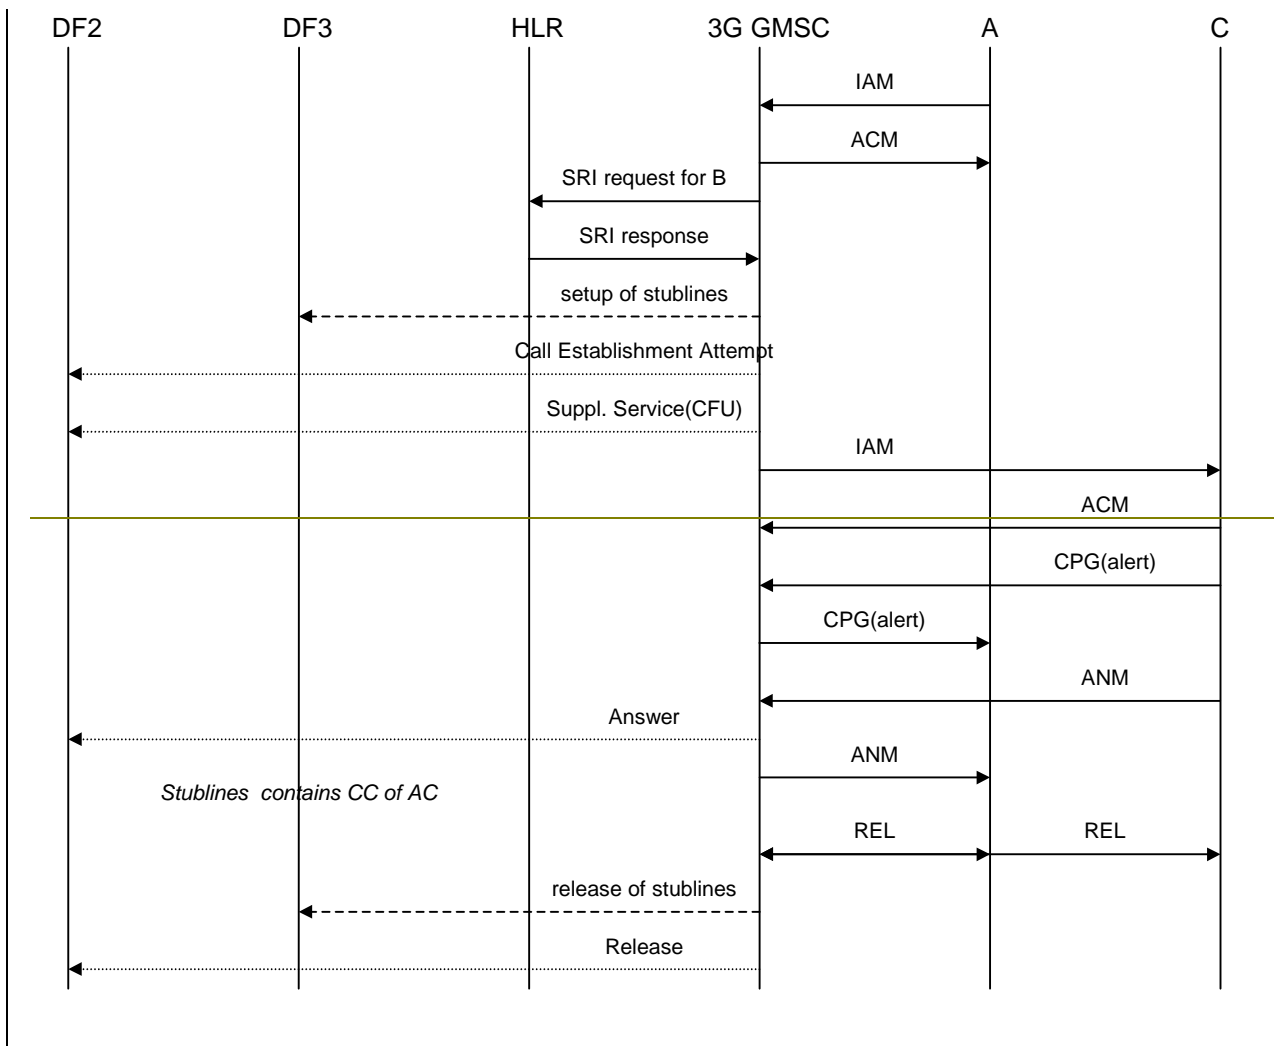 DF2 DF3 HLR 3G GMSC A C
IAM
ACM
SRI request for B
SRI response
setup of stublines
Call Establishment Attempt
Suppl. Service(CFU)
IAM
ACM
CPG(alert)
CPG(alert)
ANM
Answer
ANM
Stublines contains CC of AC
REL REL
release of stublines
Release